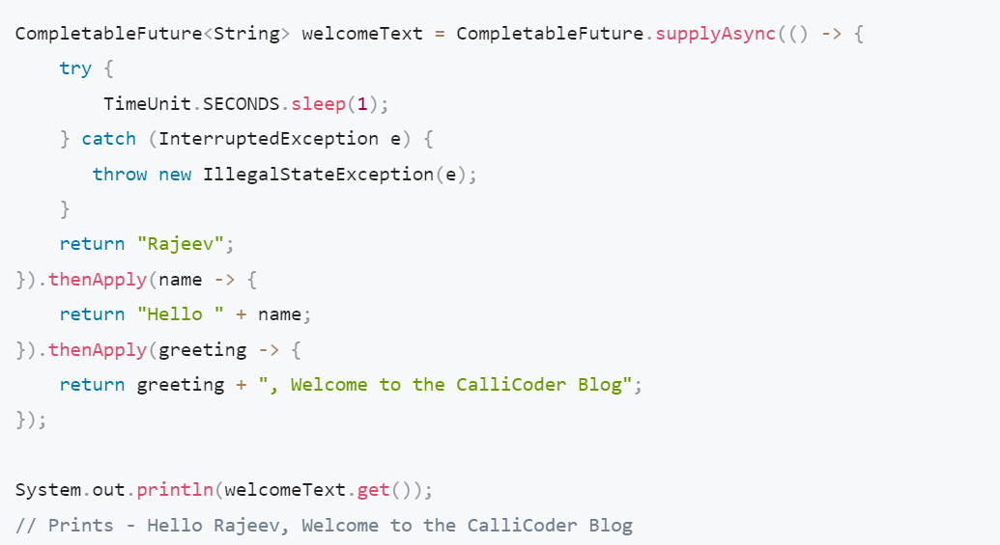 CompletableFuture<String> welcomeText = CompletableFuture.supplyAsync(() -> {
    try {
        TimeUnit.SECONDS.sleep(1);
    } catch (InterruptedException e) {
       throw new IllegalStateException(e);
    }
    return "Rajeev";
}).thenApply(name -> {
    return "Hello " + name;
}).thenApply(greeting -> {
    return greeting + ", Welcome to the CalliCoder Blog";
});

System.out.println(welcomeText.get());
// Prints - Hello Rajeev, Welcome to the CalliCoder Blog